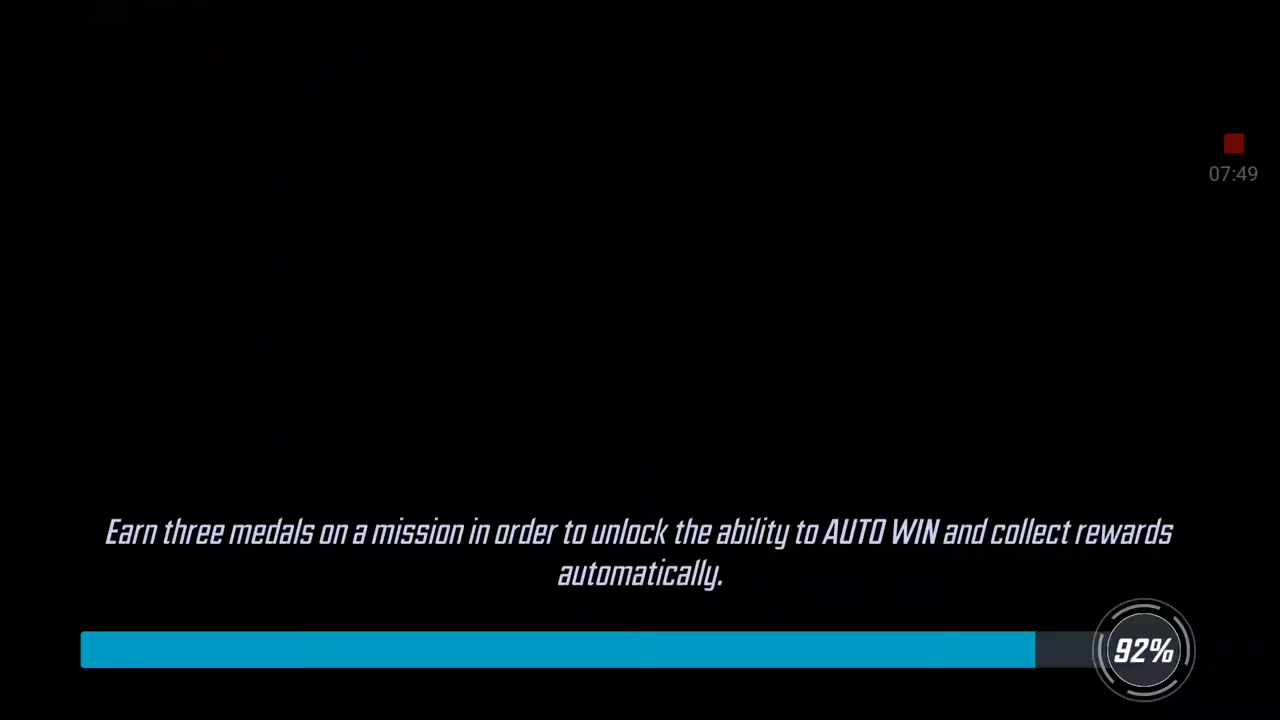 07:49
Earn three medals on a mission in order to unlock the ability to AUTO WIN and collect rewards
automatically.
92%